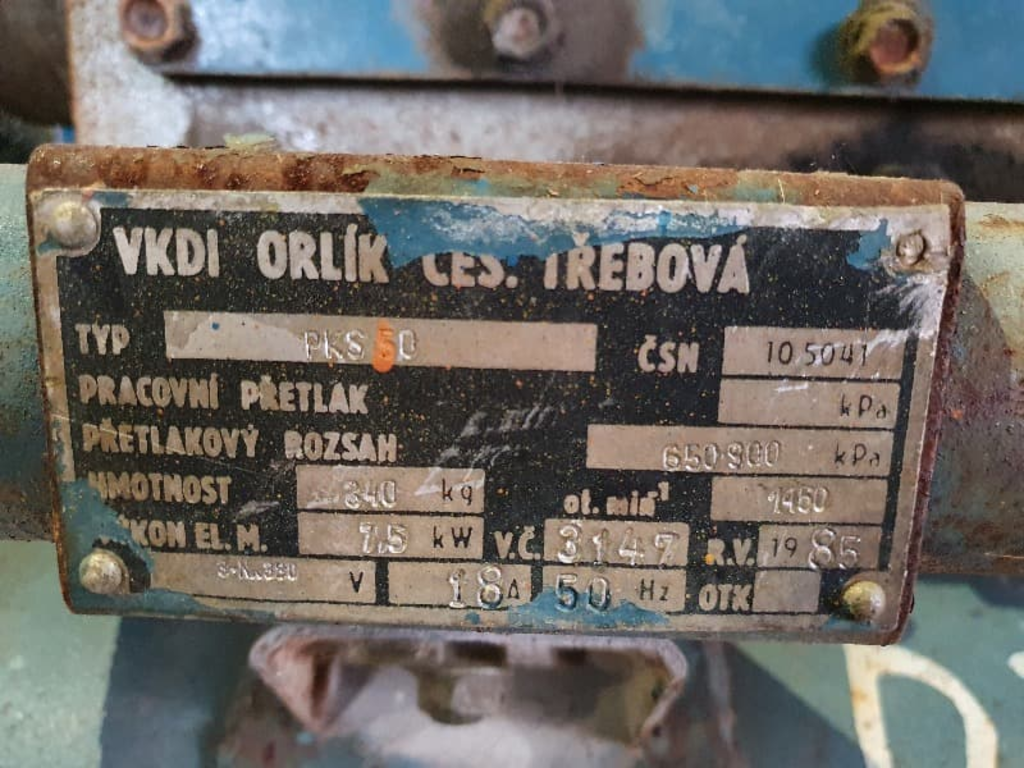 VKDI ORLÍK ČES. TŘEBOVÁ
TYP PKS 50 ČSN 10 5041
PRACOVNÍ PŘETLAK kPa
PŘETLAKOVÝ ROZSAH 650 900 kPa
HMOTNOST 340 kg ot. min⁻¹ 1460
VÝKON EL. M. 7,5 kW V.Č. 3147 R.V. 1985
V 18 A 50 Hz OTK